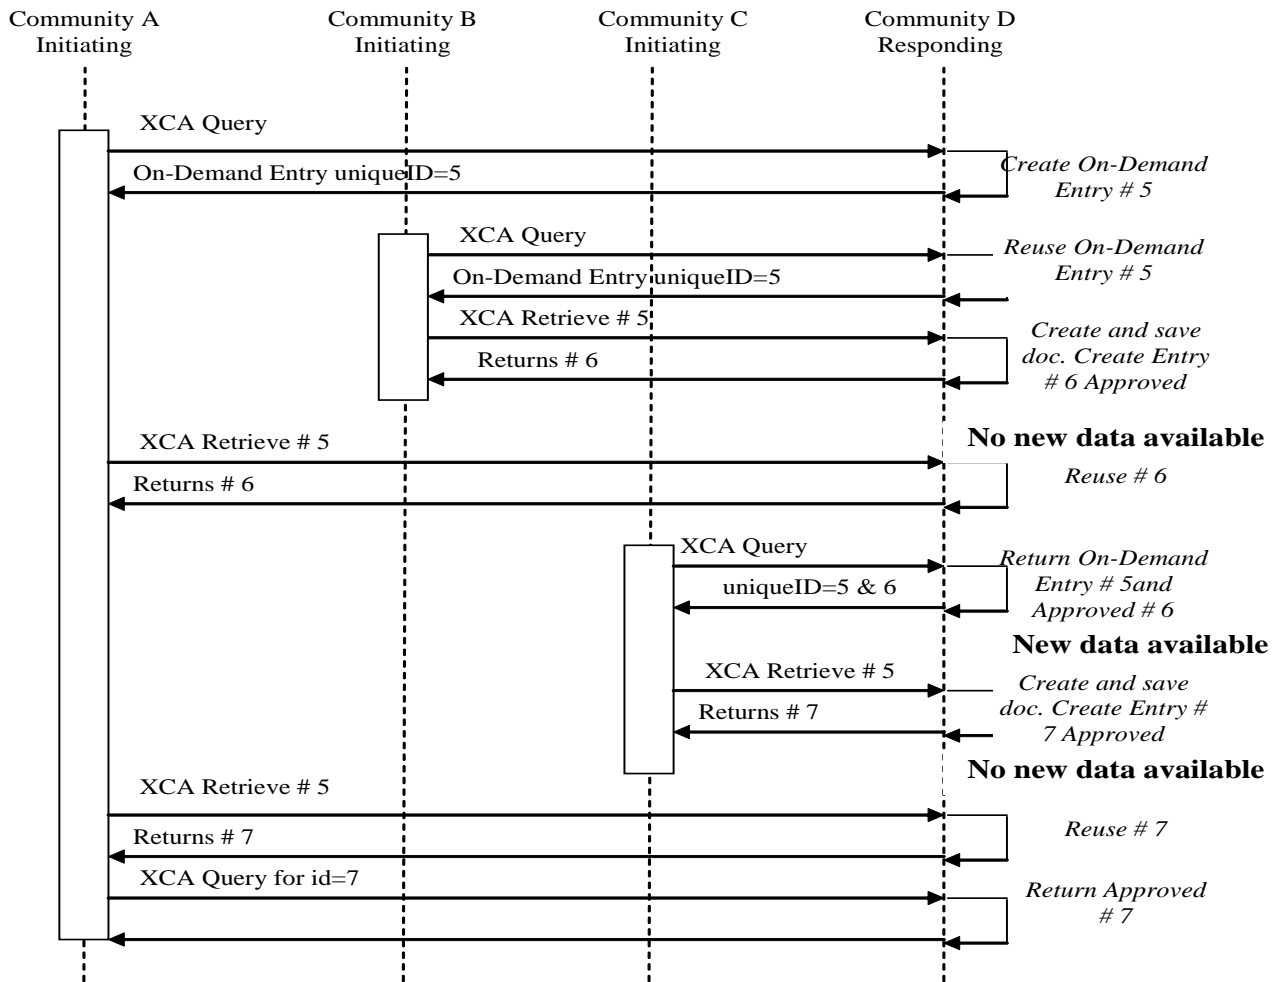 Community A
Initiating
Community B
Initiating
Community C
Initiating
Community D
Responding
XCA Query
On-Demand Entry uniqueID=5
Create On-Demand
Entry # 5
XCA Query
On-Demand Entry uniqueID=5
Reuse On-Demand
Entry # 5
XCA Retrieve # 5
Returns # 6
Create and save
doc. Create Entry
# 6 Approved
No new data available
XCA Retrieve # 5
Returns # 6
Reuse # 6
XCA Query
uniqueID=5 & 6
Return On-Demand
Entry # 5and
Approved # 6
New data available
XCA Retrieve # 5
Returns # 7
Create and save
doc. Create Entry #
7 Approved
No new data available
XCA Retrieve # 5
Returns # 7
Reuse # 7
XCA Query for id=7
Return Approved
# 7